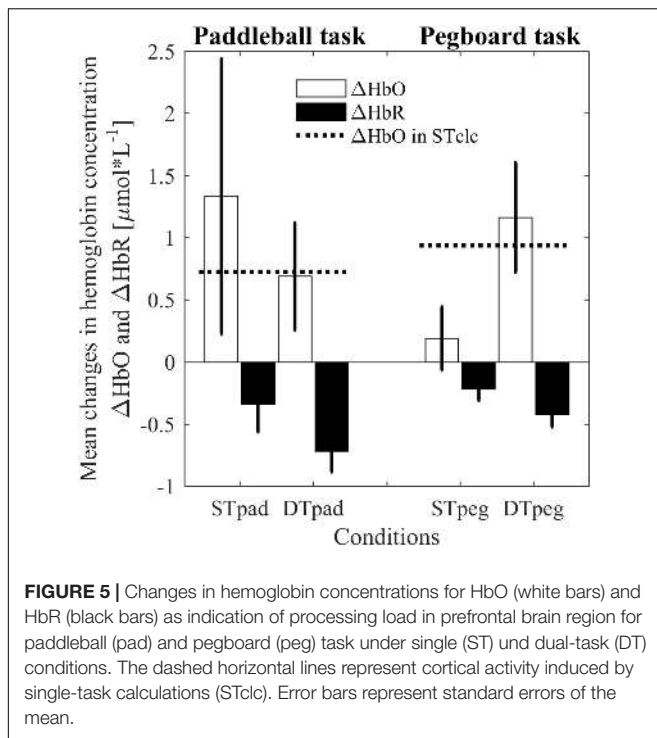 Paddleball task Pegboard task
2.5
2
1.5
1
0.5
0
-0.5
-1
Mean changes in hemoglobin concentration
ΔHbO and ΔHbR [μmol*L⁻¹]
ΔHbO
ΔHbR
ΔHbO in STclc
STpad DTpad STpeg DTpeg
Conditions
FIGURE 5 | Changes in hemoglobin concentrations for HbO (white bars) and
HbR (black bars) as indication of processing load in prefrontal brain region for
paddleball (pad) and pegboard (peg) task under single (ST) und dual-task (DT)
conditions. The dashed horizontal lines represent cortical activity induced by
single-task calculations (STclc). Error bars represent standard errors of the
mean.